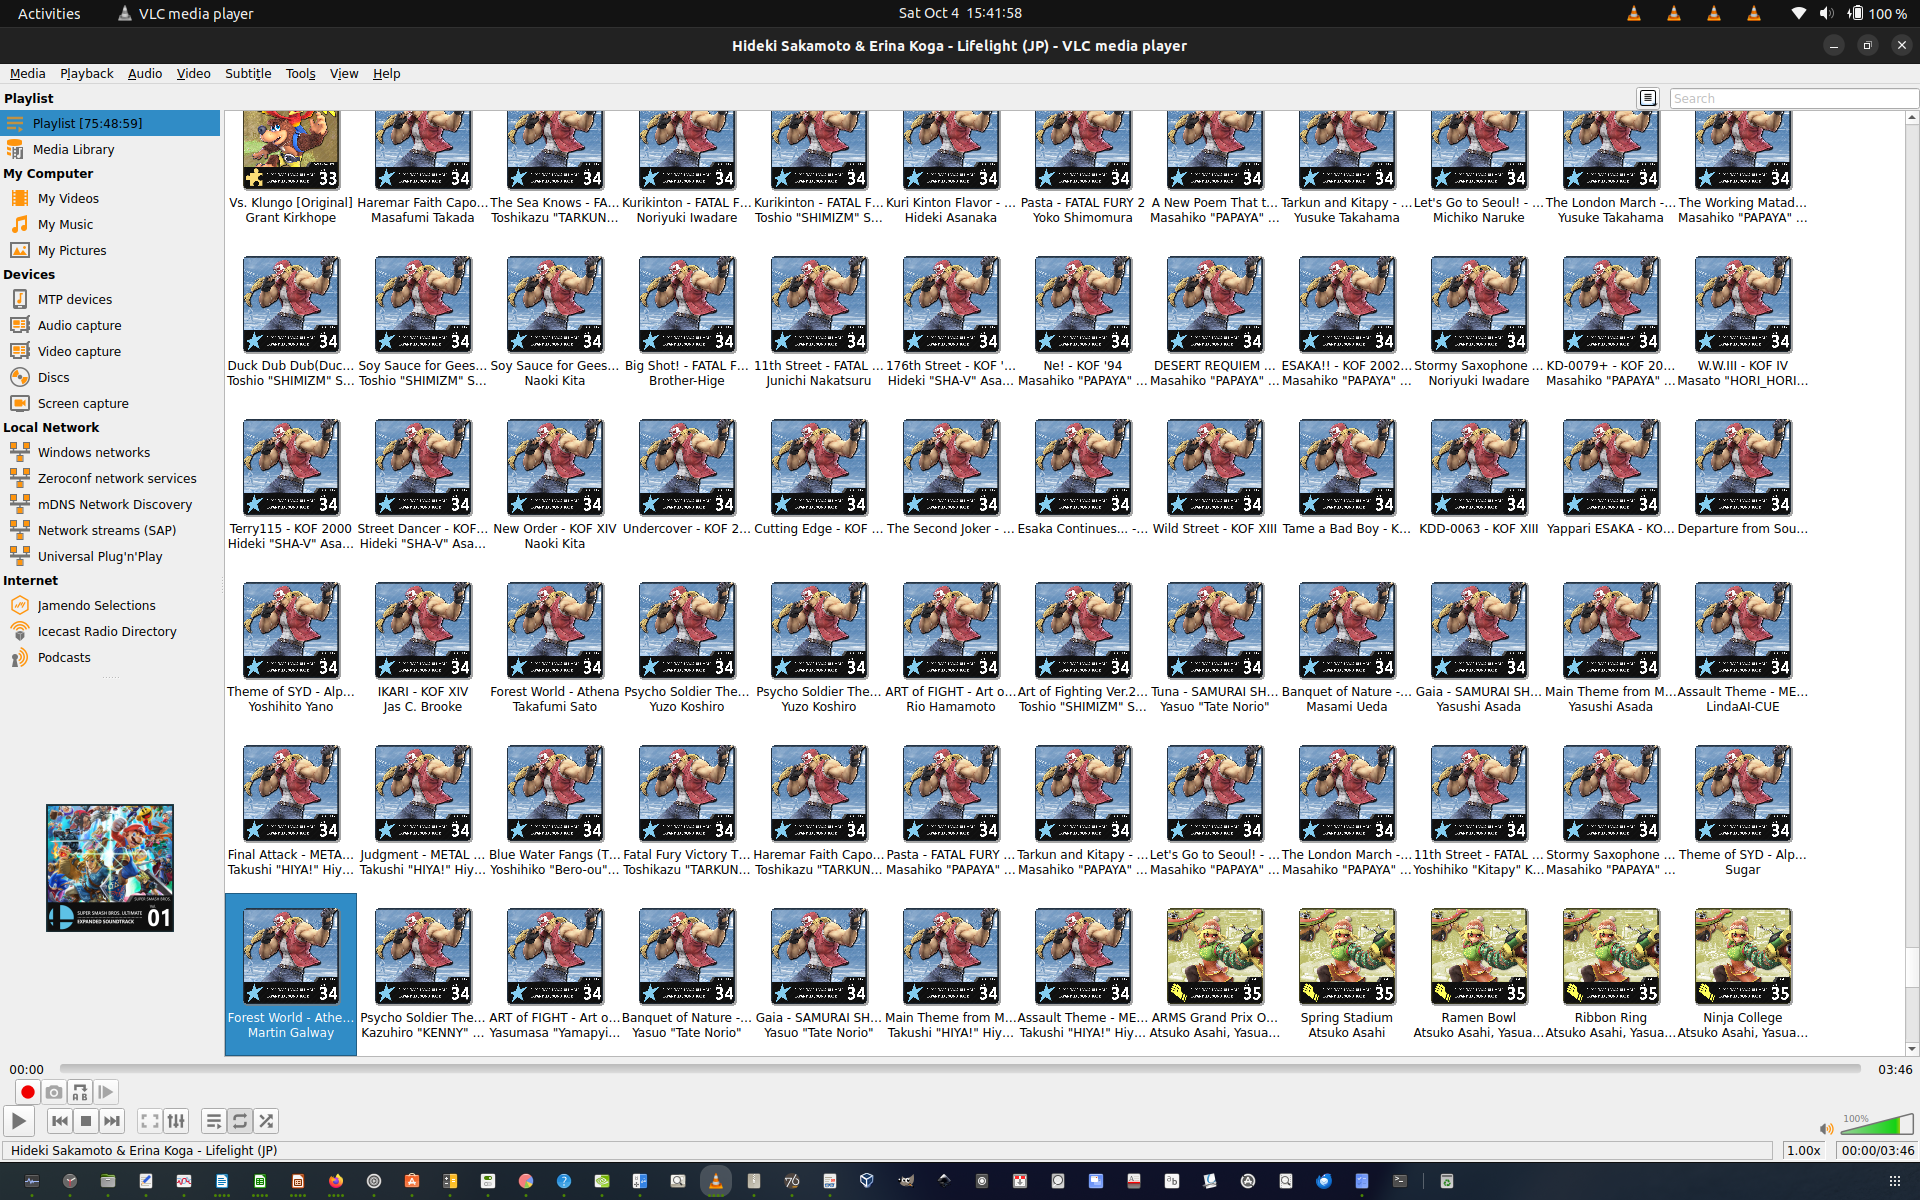 Activities
VLC media player
Sat Oct 4 15:41:58
100 %
Hideki Sakamoto & Erina Koga - Lifelight (JP) - VLC media player
Media Playback Audio Video Subtitle Tools View Help
Playlist
Search
Playlist [75:48:59]
Media Library
My Computer
My Videos
My Music
My Pictures
Devices
MTP devices
Audio capture
Video capture
Discs
Screen capture
Local Network
Windows networks
Zeroconf network services
mDNS Network Discovery
Network streams (SAP)
Universal Plug'n'Play
Internet
Jamendo Selections
Icecast Radio Directory
Podcasts
SUPER SMASH BROS. ULTIMATE
EXPANDED SOUNDTRACK
01
33 34 34 34 34 34 34 34 34 34 34 34
Vs. Klungo [Original] Haremar Faith Capo... The Sea Knows - FA... Kurikinton - FATAL F... Kurikinton - FATAL F... Kuri Kinton Flavor - ... Pasta - FATAL FURY 2 A New Poem That t... Tarkun and Kitapy - ... Let's Go to Seoul! - ... The London March - ... The Working Matad...
Grant Kirkhope Masafumi Takada Toshikazu "TARKUN... Noriyuki Iwadare Toshio "SHIMIZM" S... Hideki Asanaka Yoko Shimomura Masahiko "PAPAYA" ... Yusuke Takahama Michiko Naruke Yusuke Takahama Masahiko "PAPAYA" ...
34 34 34 34 34 34 34 34 34 34 34 34
Duck Dub Dub(Duc... Soy Sauce for Gees... Soy Sauce for Gees... Big Shot! - FATAL F... 11th Street - FATAL ... 176th Street - KOF '... Ne! - KOF '94 DESERT REQUIEM ... ESAKA!! - KOF 2002... Stormy Saxophone ... KD-0079+ - KOF 20... W.W.III - KOF IV
Toshio "SHIMIZM" S... Toshio "SHIMIZM" S... Naoki Kita Brother-Hige Junichi Nakatsuru Hideki "SHA-V" Asa... Masahiko "PAPAYA" ... Masahiko "PAPAYA" ... Masahiko "PAPAYA" ... Noriyuki Iwadare Masahiko "PAPAYA" ... Masato "HORI_HORI...
34 34 34 34 34 34 34 34 34 34 34 34
Terry115 - KOF 2000 Street Dancer - KOF... New Order - KOF XIV Undercover - KOF 2... Cutting Edge - KOF ... The Second Joker - ... Esaka Continues... -... Wild Street - KOF XIII Tame a Bad Boy - K... KDD-0063 - KOF XIII Yappari ESAKA - KO... Departure from Sou...
Hideki "SHA-V" Asa... Hideki "SHA-V" Asa... Naoki Kita
34 34 34 34 34 34 34 34 34 34 34 34
Theme of SYD - Alp... IKARI - KOF XIV Forest World - Athena Psycho Soldier The... Psycho Soldier The... ART of FIGHT - Art o... Art of Fighting Ver.2... Tuna - SAMURAI SH... Banquet of Nature -... Gaia - SAMURAI SH... Main Theme from M... Assault Theme - ME...
Yoshihito Yano Jas C. Brooke Takafumi Sato Yuzo Koshiro Yuzo Koshiro Rio Hamamoto Toshio "SHIMIZM" S... Yasuo "Tate Norio" Masami Ueda Yasushi Asada Yasushi Asada LindaAI-CUE
34 34 34 34 34 34 34 34 34 34 34 34
Final Attack - META... Judgment - METAL ... Blue Water Fangs (T... Fatal Fury Victory T... Haremar Faith Capo... Pasta - FATAL FURY ... Tarkun and Kitapy - ... Let's Go to Seoul! - ... The London March -... 11th Street - FATAL ... Stormy Saxophone ... Theme of SYD - Alp...
Takushi "HIYA!" Hiy... Takushi "HIYA!" Hiy... Yoshihiko "Bero-ou"... Toshikazu "TARKUN... Toshikazu "TARKUN... Masahiko "PAPAYA" ... Masahiko "PAPAYA" ... Masahiko "PAPAYA" ... Masahiko "PAPAYA" ... Yoshihiko "Kitapy" K... Masahiko "PAPAYA" ... Sugar
34 34 34 34 34 34 34 35 35 35 35 35
Forest World - Athe... Psycho Soldier The... ART of FIGHT - Art o... Banquet of Nature -... Gaia - SAMURAI SH... Main Theme from M... Assault Theme - ME... ARMS Grand Prix O... Spring Stadium Ramen Bowl Ribbon Ring Ninja College
Martin Galway Kazuhiro "KENNY" ... Yasumasa "Yamapyi... Yasuo "Tate Norio" Yasuo "Tate Norio" Takushi "HIYA!" Hiy... Takushi "HIYA!" Hiy... Atsuko Asahi, Yasua... Atsuko Asahi Atsuko Asahi, Yasua... Atsuko Asahi, Yasua... Atsuko Asahi, Yasua...
00:00
03:46
100%
Hideki Sakamoto & Erina Koga - Lifelight (JP)
1.00x
00:00/03:46